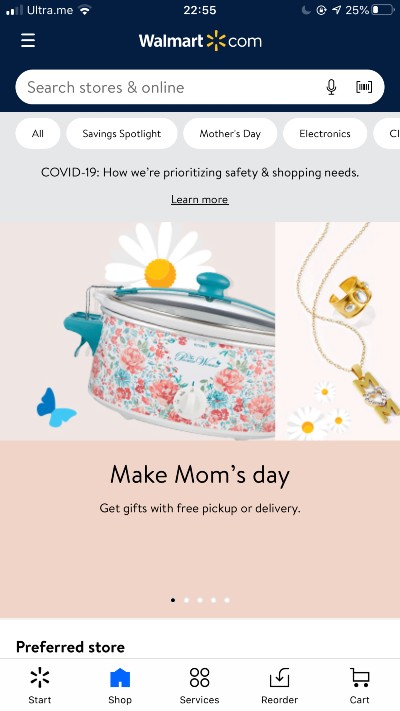 Ultra.me 22:55 25%
Walmart com
Search stores & online
All Savings Spotlight Mother's Day Electronics Cl
COVID-19: How we're prioritizing safety & shopping needs.
Learn more
Make Mom's day
Get gifts with free pickup or delivery.
Preferred store
Start Shop Services Reorder Cart